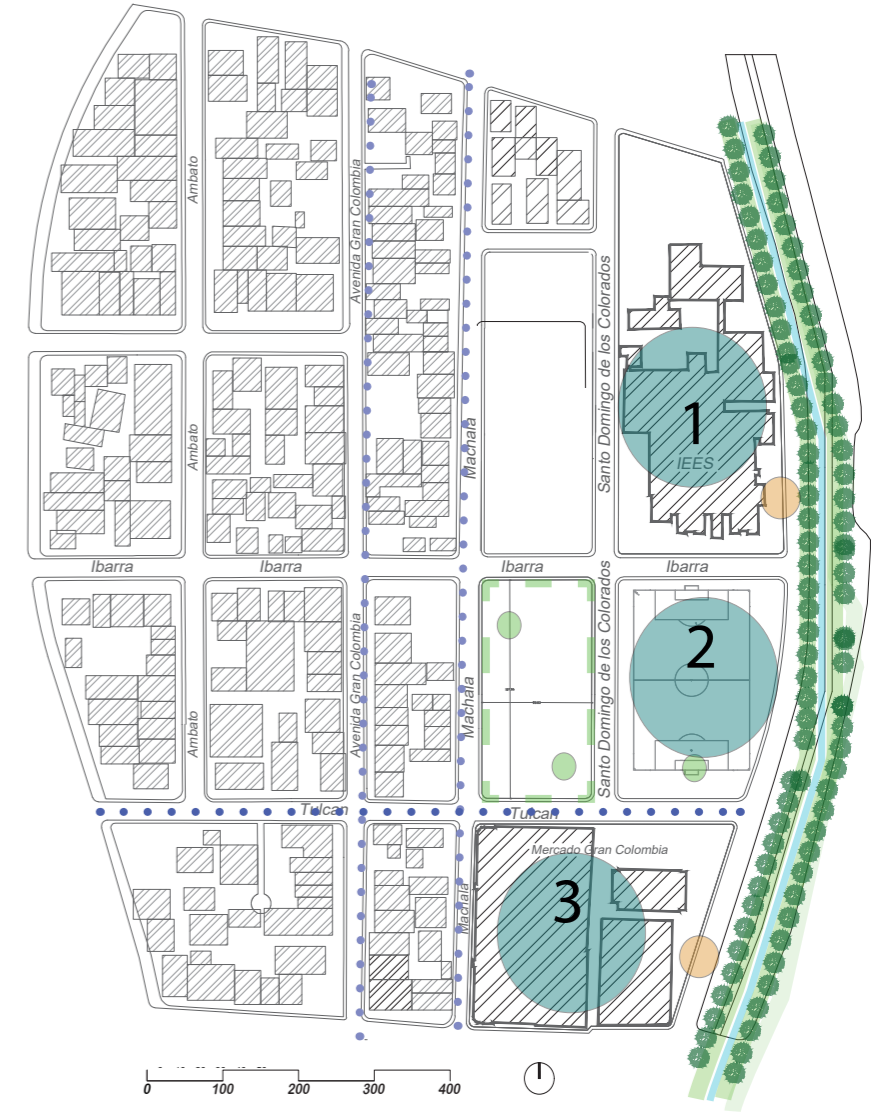 Ambato
Avenida Gran Colombia
Santo Domingo de los Colorados
Machala
1
IEES
Ambato
Ibarra
Ibarra
Ibarra
Ibarra
Avenida Gran Colombia
Santo Domingo de los Colorados
2
Machala
Ambato
Tulcan
Tulcan
Mercado Gran Colombia
3
Machala
0
100
200
300
400